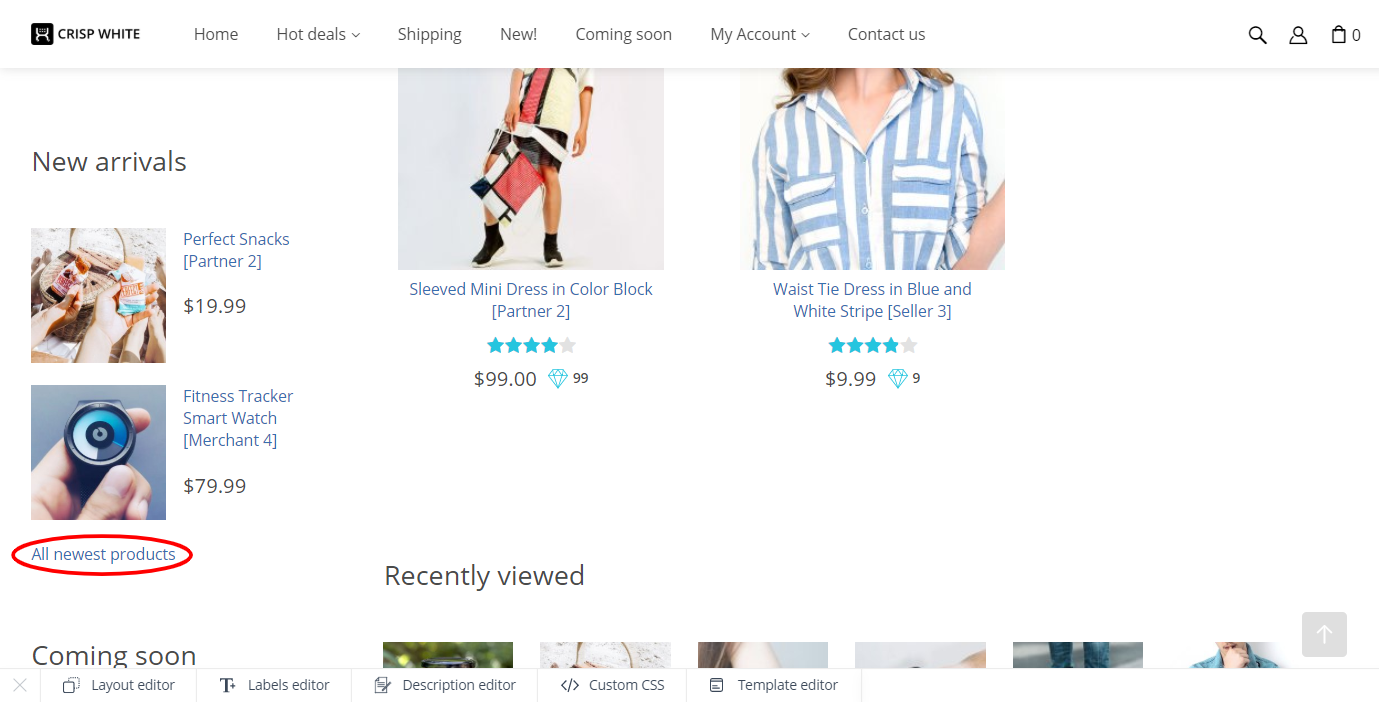 CRISP WHITE
Home
Hot deals
Shipping
New!
Coming soon
My Account
Contact us
0
New arrivals
Perfect Snacks
[Partner 2]
$19.99
Fitness Tracker
Smart Watch
[Merchant 4]
$79.99
All newest products
Coming soon
Sleeved Mini Dress in Color Block
[Partner 2]
$99.00 99
Waist Tie Dress in Blue and
White Stripe [Seller 3]
$9.99 9
Recently viewed
Layout editor
Labels editor
Description editor
Custom CSS
Template editor